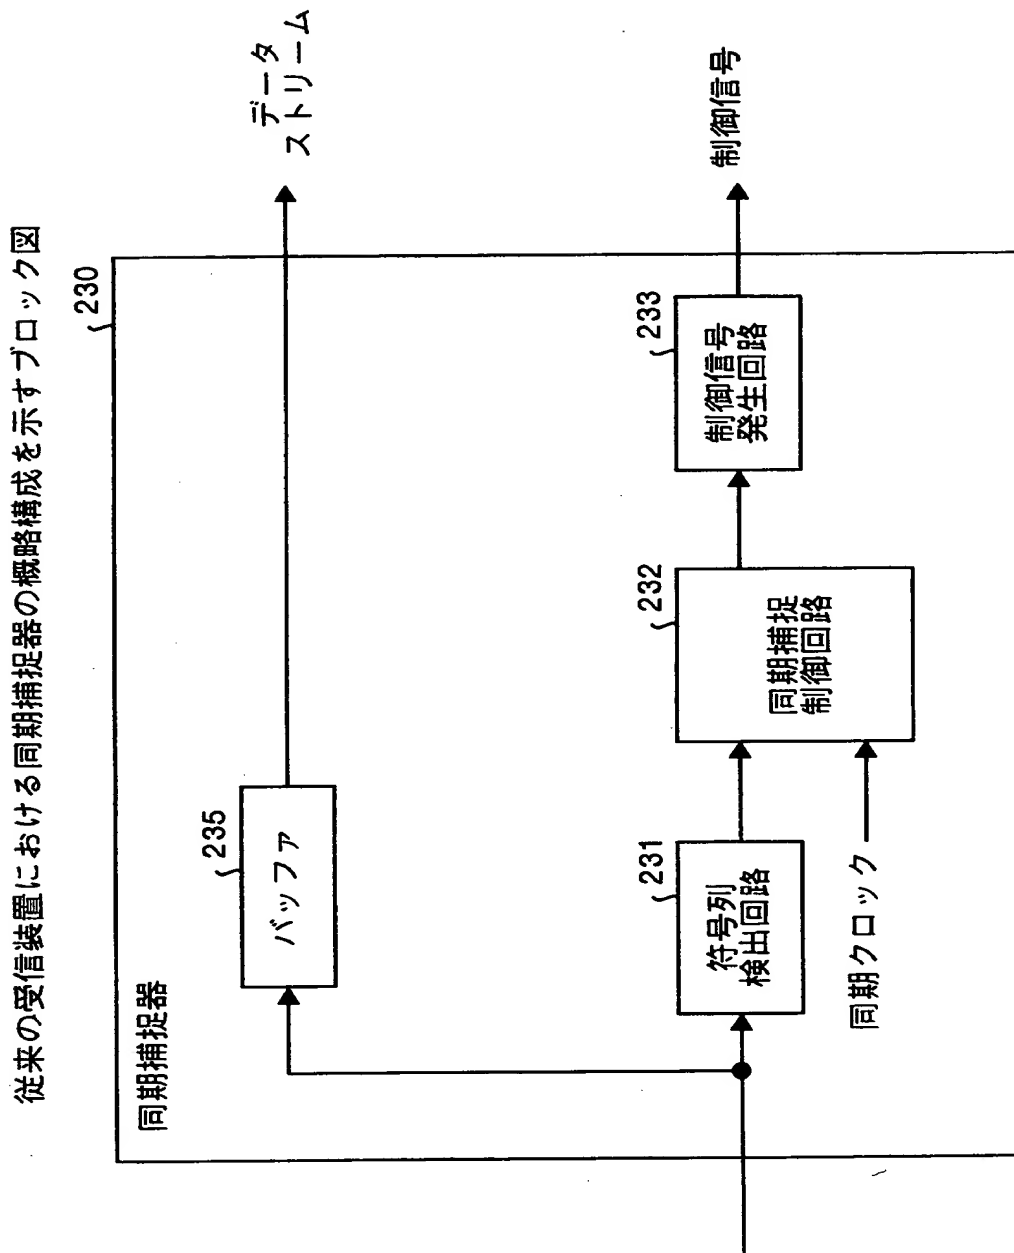 従来の受信装置における同期捕捉器の概略構成を示すブロック図
230
同期捕捉器
235
バッファ
データ
ストリーム
231
符号列
検出回路
232
同期捕捉
制御回路
233
制御信号
発生回路
制御信号
同期クロック